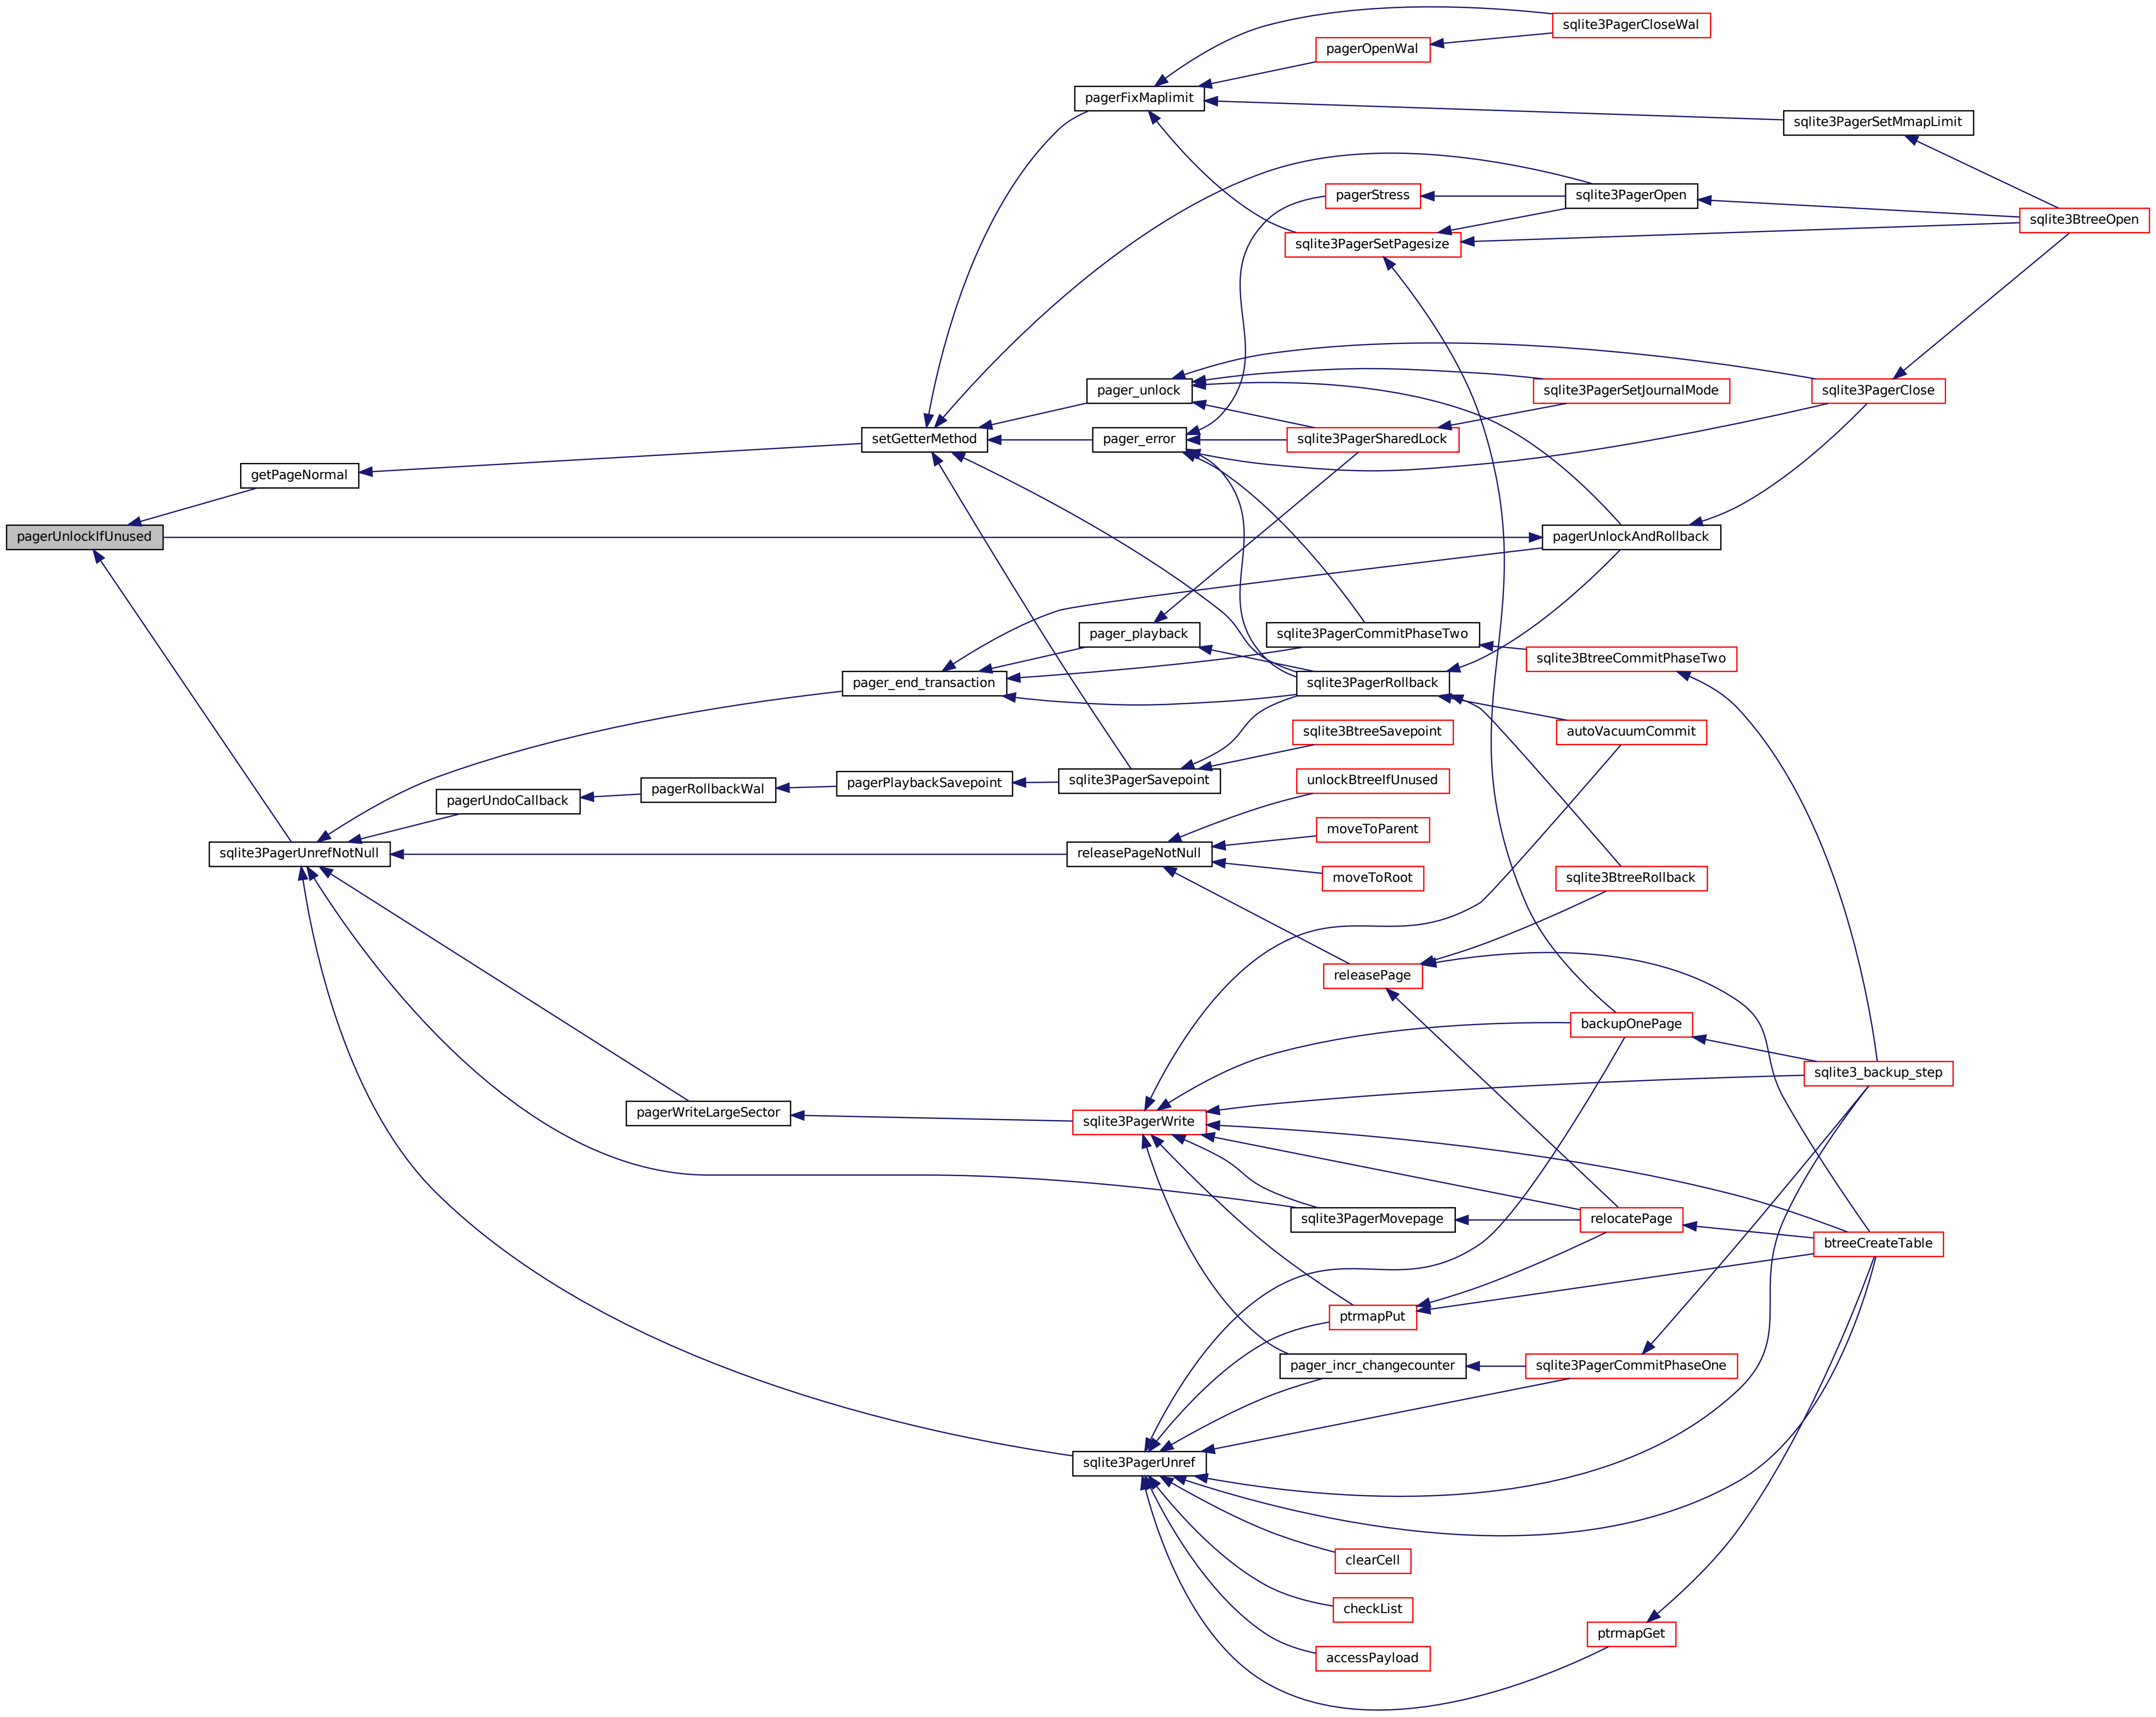 sqlite3PagerCloseWal
pagerOpenWal
pagerFixMaplimit
sqlite3PagerSetMmapLimit
pagerStress
sqlite3PagerOpen
sqlite3BtreeOpen
sqlite3PagerSetPagesize
pager_unlock
sqlite3PagerSetJournalMode
sqlite3PagerClose
setGetterMethod
pager_error
sqlite3PagerSharedLock
getPageNormal
pagerUnlockIfUnused
pagerUnlockAndRollback
pager_playback
sqlite3PagerCommitPhaseTwo
sqlite3BtreeCommitPhaseTwo
pager_end_transaction
sqlite3PagerRollback
sqlite3BtreeSavepoint
autoVacuumCommit
sqlite3PagerSavepoint
unlockBtreeIfUnused
pagerPlaybackSavepoint
pagerRollbackWal
pagerUndoCallback
moveToParent
sqlite3PagerUnrefNotNull
releasePageNotNull
moveToRoot
sqlite3BtreeRollback
releasePage
backupOnePage
sqlite3_backup_step
pagerWriteLargeSector
sqlite3PagerWrite
sqlite3PagerMovepage
relocatePage
btreeCreateTable
ptrmapPut
pager_incr_changecounter
sqlite3PagerCommitPhaseOne
sqlite3PagerUnref
clearCell
checkList
ptrmapGet
accessPayload